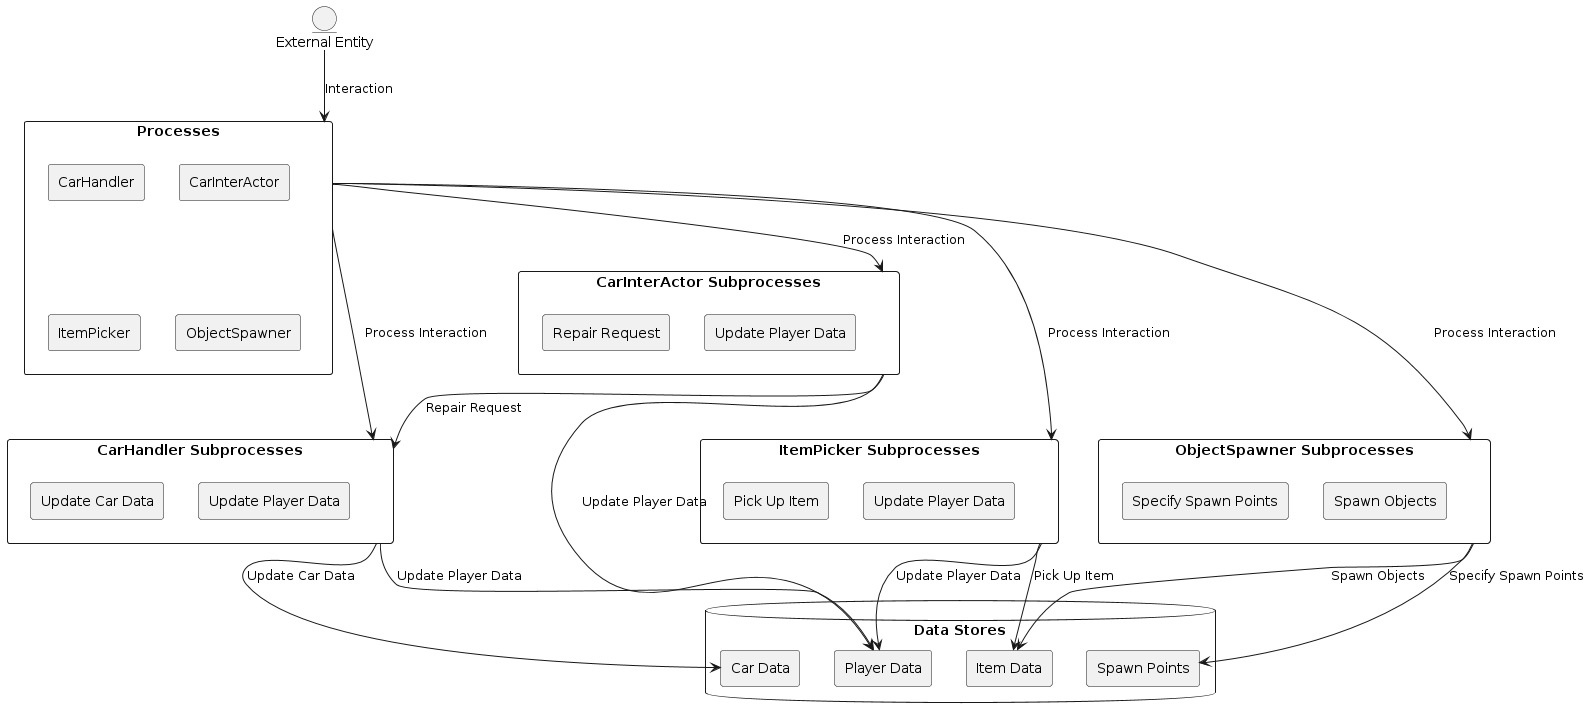 External Entity
Interaction
Processes
CarHandler
CarInterActor
Process Interaction
CarInterActor Subprocesses
ItemPicker
ObjectSpawner
Process Interaction
Repair Request
Update Player Data
Process Interaction
Process Interaction
Repair Request
CarHandler Subprocesses
ItemPicker Subprocesses
ObjectSpawner Subprocesses
Update Car Data
Update Player Data
Update Player Data
Pick Up Item
Update Player Data
Specify Spawn Points
Spawn Objects
Update Car Data
Update Player Data
Update Player Data
Pick Up Item
Spawn Objects
Specify Spawn Points
Data Stores
Car Data
Player Data
Item Data
Spawn Points